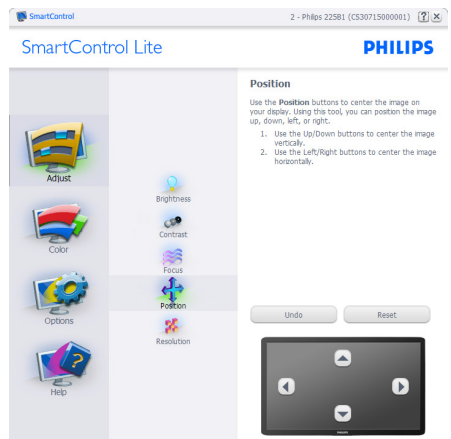 SmartControl
2 - Philips 225B1 (CS30715000001)
? X
SmartControl Lite
PHILIPS
Position
Use the Position buttons to center the image on
your display. Using this tool, you can position the image
up, down, left, or right.
1. Use the Up/Down buttons to center the image
vertically.
2. Use the Left/Right buttons to center the image
horizontally.
Adjust
Color
Options
?
Help
Brightness
Contrast
Focus
Position
Resolution
Undo
Reset
PHILIPS